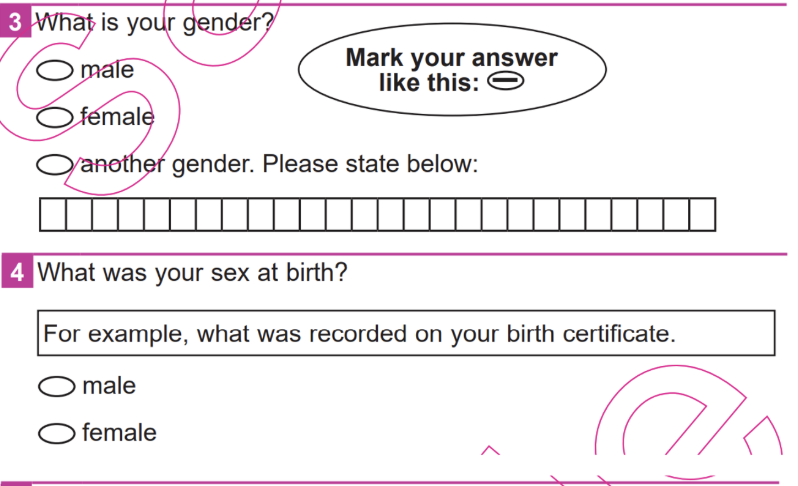 3 What is your gender?
Mark your answer
like this:
male
female
another gender. Please state below:
4 What was your sex at birth?
For example, what was recorded on your birth certificate.
male
female